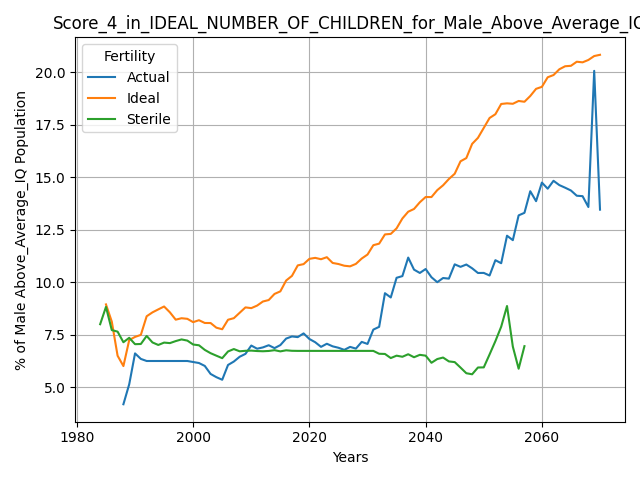 Score_4_in_IDEAL_NUMBER_OF_CHILDREN_for_Male_Above_Average_IQ
Fertility
Actual
Ideal
Sterile
% of Male Above_Average_IQ Population
20.0
17.5
15.0
12.5
10.0
7.5
5.0
1980
2000
2020
2040
2060
Years